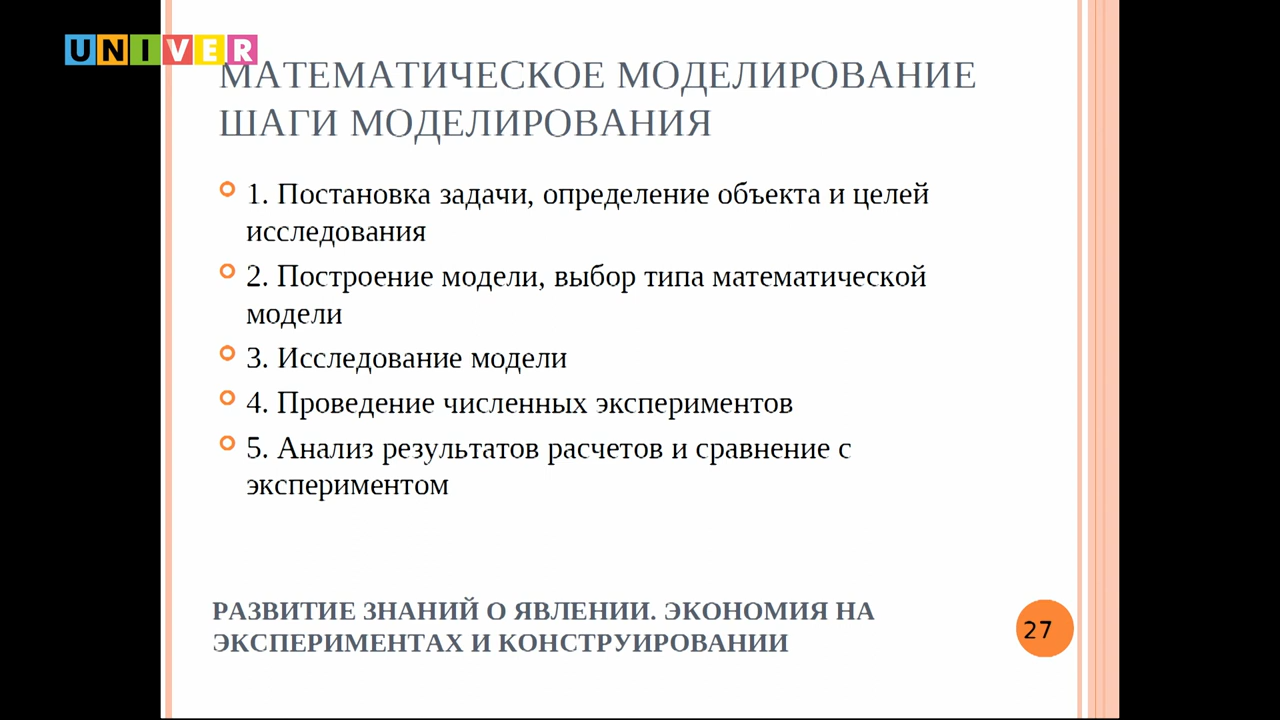 UNIVER
МАТЕМАТИЧЕСКОЕ МОДЕЛИРОВАНИЕ
ШАГИ МОДЕЛИРОВАНИЯ
1. Постановка задачи, определение объекта и целей
исследования
2. Построение модели, выбор типа математической
модели
3. Исследование модели
4. Проведение численных экспериментов
5. Анализ результатов расчетов и сравнение с
экспериментом
РАЗВИТИЕ ЗНАНИЙ О ЯВЛЕНИИ. ЭКОНОМИЯ НА
ЭКСПЕРИМЕНТАХ И КОНСТРУИРОВАНИИ
27